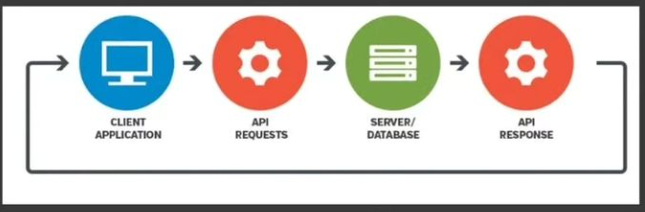 CLIENT
APPLICATION
API
REQUESTS
SERVER/
DATABASE
API
RESPONSE